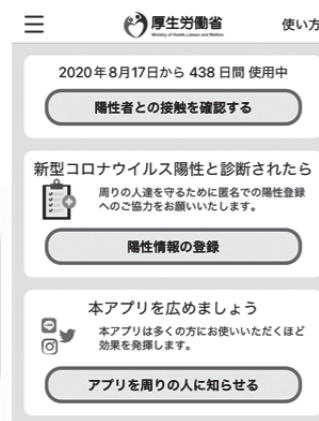 厚生労働省
Ministry of Health, Labour and Welfare
使い方
2020年8月17日から 438 日間 使用中
陽性者との接触を確認する
新型コロナウイルス陽性と診断されたら
周りの人達を守るために匿名での陽性登録
へのご協力をお願いいたします。
陽性情報の登録
本アプリを広めましょう
本アプリは多くの方にお使いいただくほど
効果を発揮します。
アプリを周りの人に知らせる